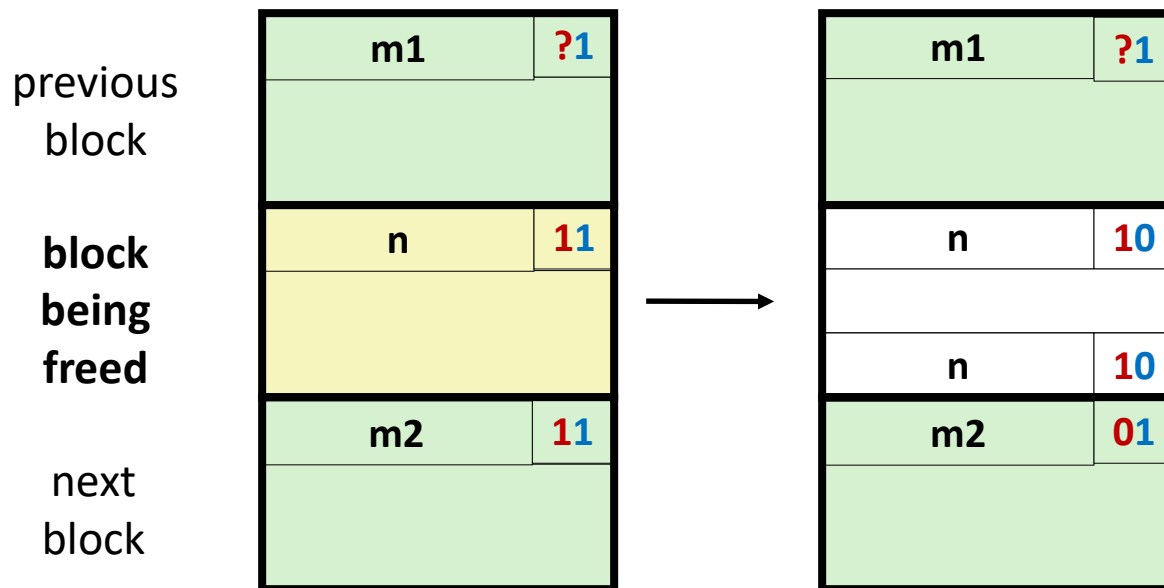 m1 ?1
m1 ?1
previous
block
n 11
n 10
block
being
freed
n 10
m2 11
m2 01
next
block